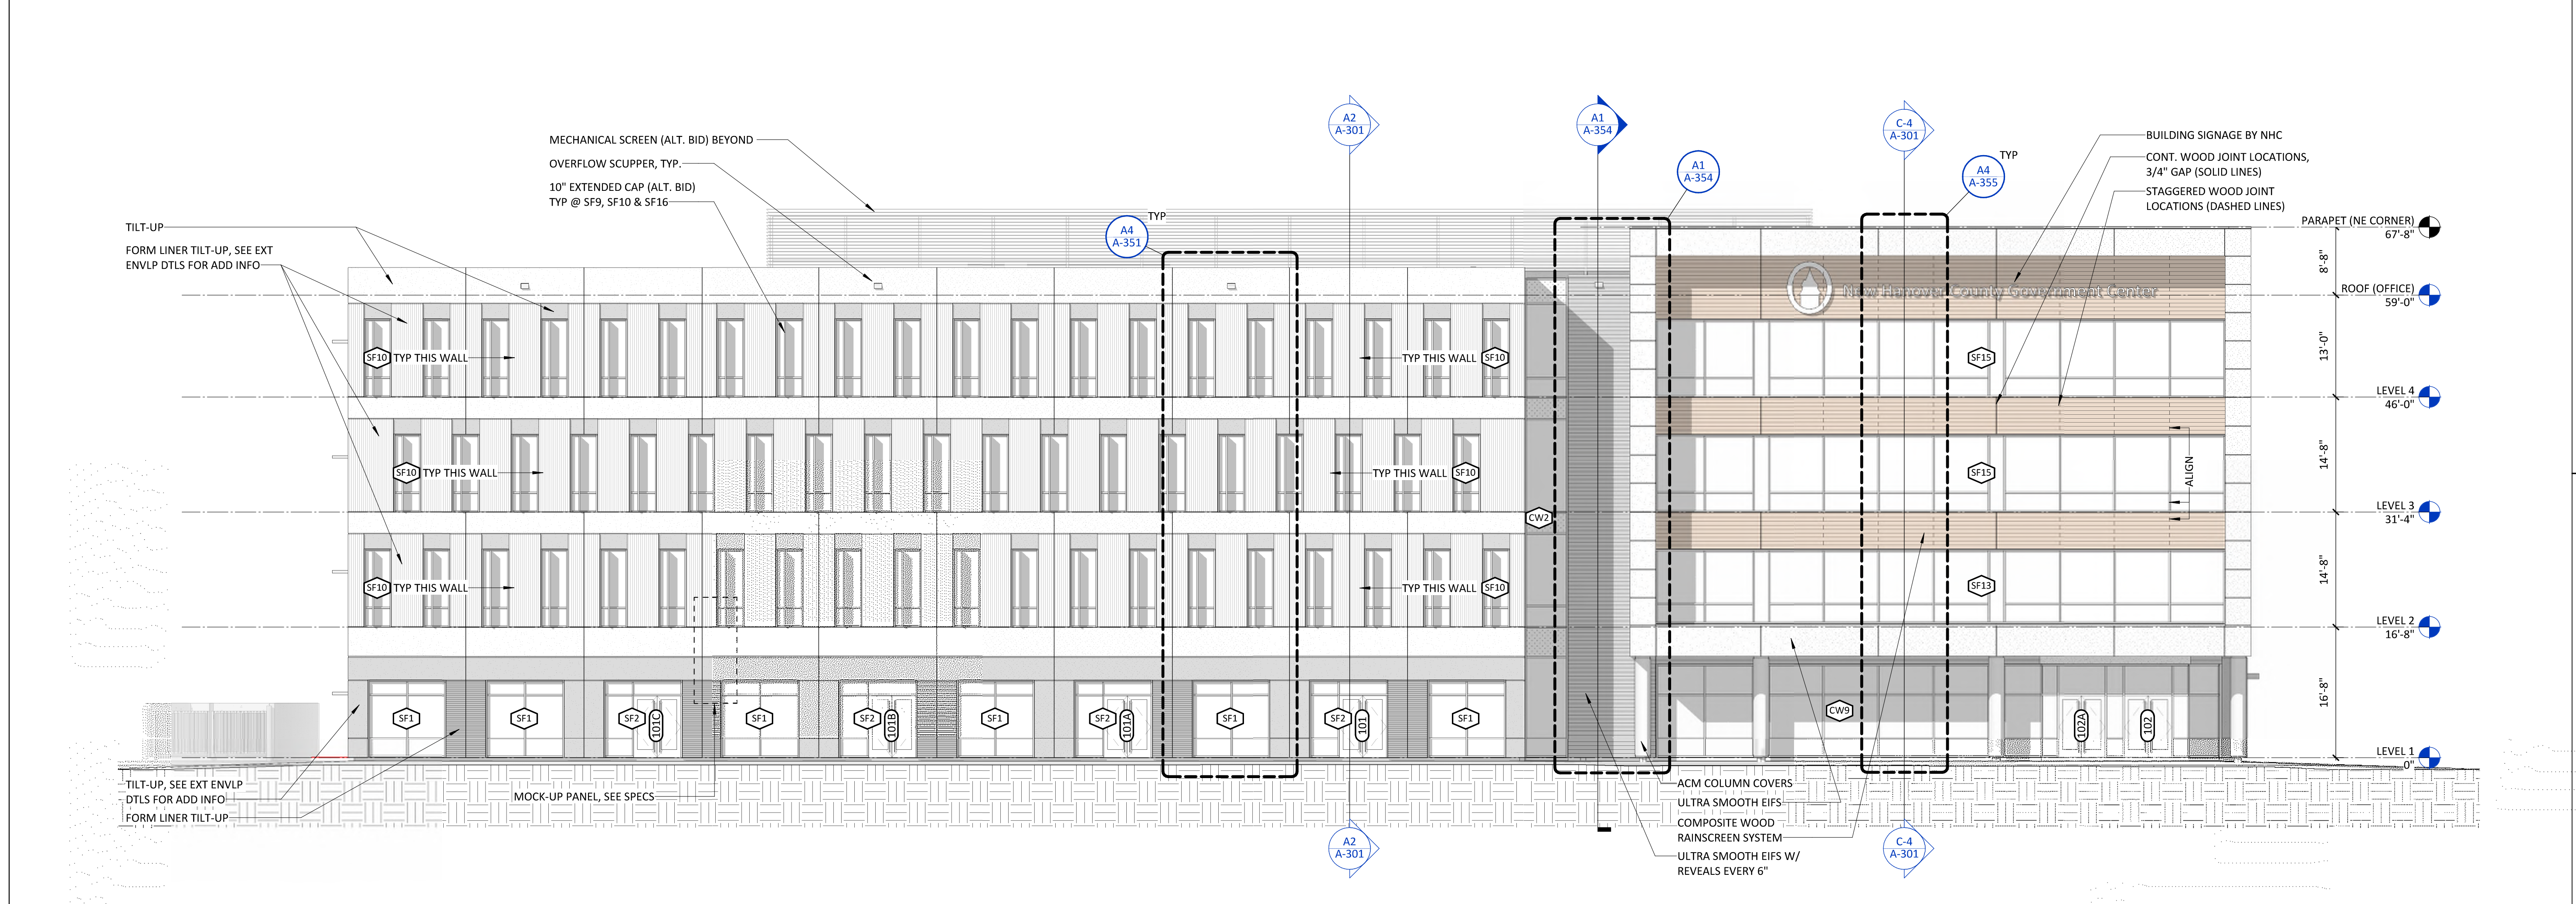 MECHANICAL SCREEN (ALT. BID) BEYOND
OVERFLOW SCUPPER, TYP.
10" EXTENDED CAP (ALT. BID)
TYP @ SF9, SF10 & SF16
TILT-UP
FORM LINER TILT-UP, SEE EXT
ENVLP DTLS FOR ADD INFO
A4
A-351
TYP
A2
A-301
A1
A-354
A1
A-354
C-4
A-301
A4
A-355
TYP
BUILDING SIGNAGE BY NHC
CONT. WOOD JOINT LOCATIONS,
3/4" GAP (SOLID LINES)
STAGGERED WOOD JOINT
LOCATIONS (DASHED LINES)
PARAPET (NE CORNER)
67'-8"
8'-8"
ROOF (OFFICE)
59'-0"
13'-0"
LEVEL 4
46'-0"
14'-8"
LEVEL 3
31'-4"
14'-8"
LEVEL 2
16'-8"
16'-8"
LEVEL 1
0"
New Hanover County Government Center
SF10 TYP THIS WALL
TYP THIS WALL SF10
SF15
SF10 TYP THIS WALL
TYP THIS WALL SF10
SF15
ALIGN
CW2
SF10 TYP THIS WALL
TYP THIS WALL SF10
SF13
SF1
SF1
SF2
101C
SF1
SF2
101B
SF1
SF2
101A
SF1
SF2
101
SF1
CW9
102A
102
TILT-UP, SEE EXT ENVLP
DTLS FOR ADD INFO
FORM LINER TILT-UP
MOCK-UP PANEL, SEE SPECS
A2
A-301
ACM COLUMN COVERS
ULTRA SMOOTH EIFS
COMPOSITE WOOD
RAINSCREEN SYSTEM
ULTRA SMOOTH EIFS W/
REVEALS EVERY 6"
C-4
A-301